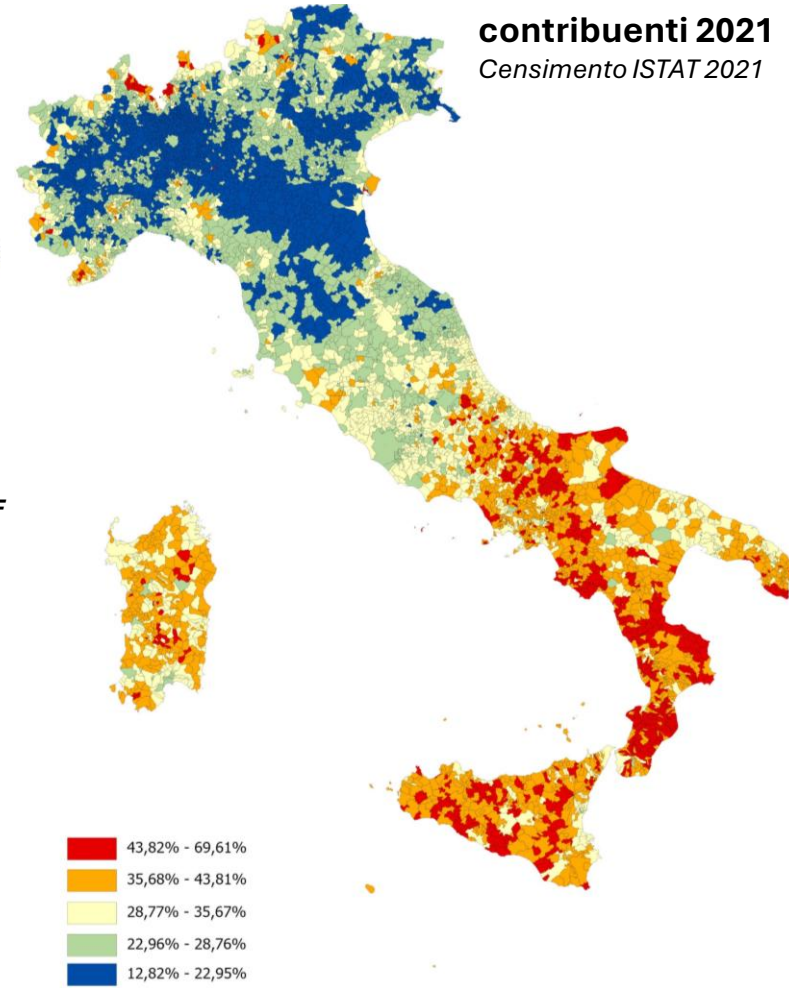 contribuenti 2021
Censimento ISTAT 2021
43,82% - 69,61%
35,68% - 43,81%
28,77% - 35,67%
22,96% - 28,76%
12,82% - 22,95%